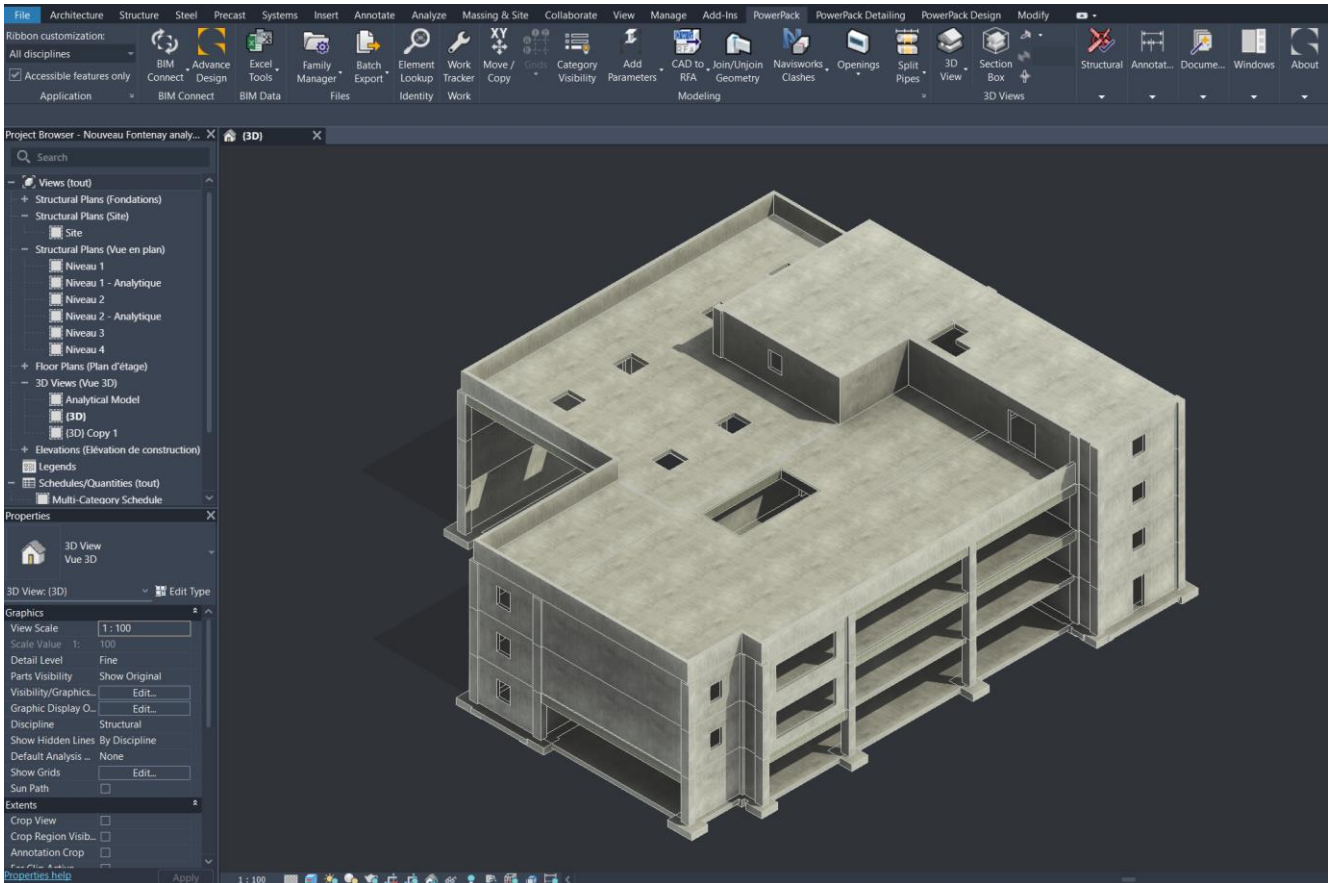 File Architecture Structure Steel Precast Systems Insert Annotate Analyze Massing & Site Collaborate View Manage Add-Ins PowerPack PowerPack Detailing PowerPack Design Modify
Ribbon customization:
All disciplines
Accessible features only
Application
BIM Connect
Advance Design
BIM Connect
Excel Tools
BIM Data
Family Manager
Batch Export
Files
Element Lookup
Identity
Work Tracker
Work
XY
Move / Copy
Grids
Category Visibility
Add Parameters
DWG
RFA
CAD to RFA
Join/Unjoin Geometry
Navisworks Clashes
Openings
Split Pipes
Modeling
3D View
Section Box
3D Views
Structural
Annotat...
Docume...
Windows
About
Project Browser - Nouveau Fontenay analy...
{3D}
Search
Views (tout)
Structural Plans (Fondations)
Structural Plans (Site)
Site
Structural Plans (Vue en plan)
Niveau 1
Niveau 1 - Analytique
Niveau 2
Niveau 2 - Analytique
Niveau 3
Niveau 4
Floor Plans (Plan d'étage)
3D Views (Vue 3D)
Analytical Model
{3D}
{3D} Copy 1
Elevations (Élévation de construction)
Legends
Schedules/Quantities (tout)
Multi-Category Schedule
Properties
3D View
Vue 3D
3D View: {3D}
Edit Type
Graphics
View Scale 1 : 100
Scale Value 1: 100
Detail Level Fine
Parts Visibility Show Original
Visibility/Graphics... Edit...
Graphic Display O... Edit...
Discipline Structural
Show Hidden Lines By Discipline
Default Analysis ... None
Show Grids Edit...
Sun Path
Extents
Crop View
Crop Region Visib...
Annotation Crop
Properties help
Apply
1 : 100